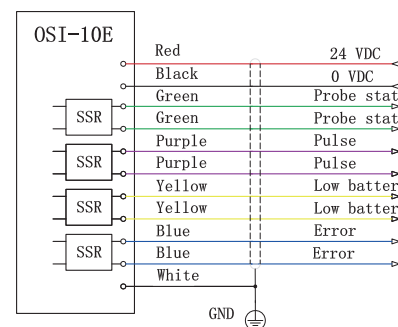 OSI-10E
Red 24 VDC
Black 0 VDC
Green Probe stat
Green Probe stat
SSR
Purple Pulse
Purple Pulse
SSR
Yellow Low batter
Yellow Low batter
SSR
Blue Error
Blue Error
SSR
White
GND